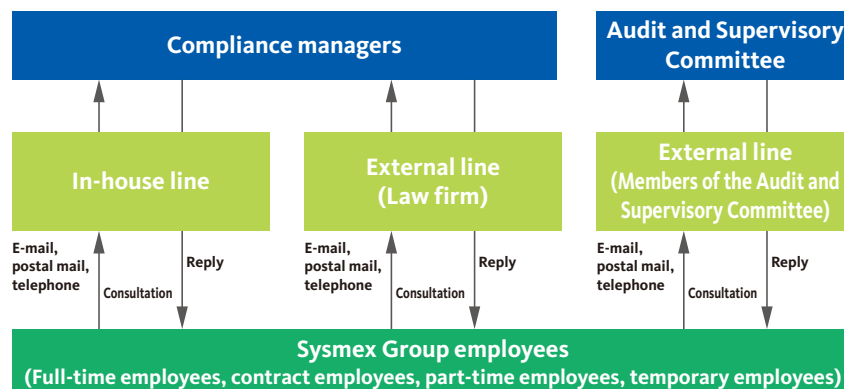 Compliance managers
Audit and Supervisory
Committee
In-house line
External line
(Law firm)
External line
(Members of the Audit and
Supervisory Committee)
E-mail,
postal mail,
telephone
Consultation
Reply
E-mail,
postal mail,
telephone
Consultation
Reply
E-mail,
postal mail,
telephone
Consultation
Reply
Sysmex Group employees
(Full-time employees, contract employees, part-time employees, temporary employees)